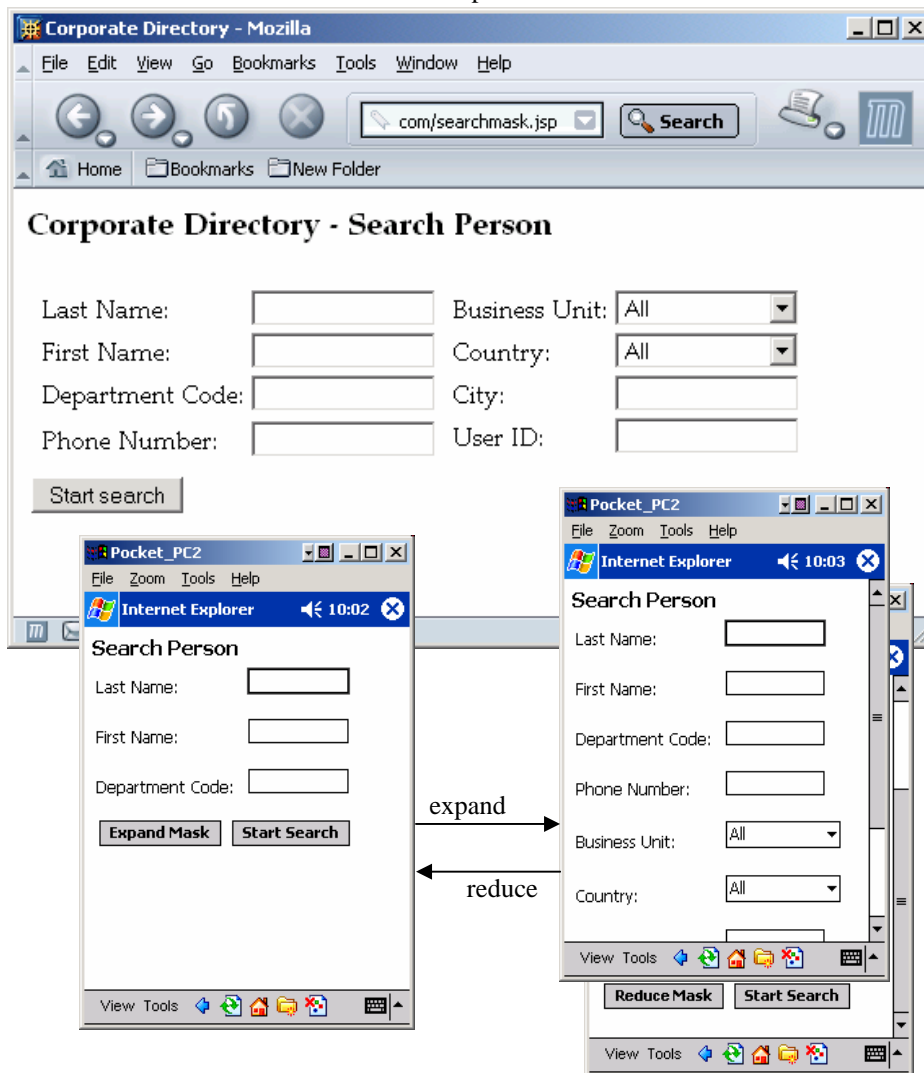 Corporate Directory - Mozilla
File Edit View Go Bookmarks Tools Window Help
com/searchmask.jsp Search
Home Bookmarks New Folder
Corporate Directory - Search Person
Last Name: Business Unit: All
First Name: Country: All
Department Code: City:
Phone Number: User ID:
Start search
Pocket_PC2
File Zoom Tools Help
Internet Explorer 10:02
Search Person
Last Name:
First Name:
Department Code:
Expand Mask Start Search
View Tools
expand
reduce
Pocket_PC2
File Zoom Tools Help
Internet Explorer 10:03
Search Person
Last Name:
First Name:
Department Code:
Phone Number:
Business Unit: All
Country: All
View Tools
Reduce Mask Start Search
View Tools